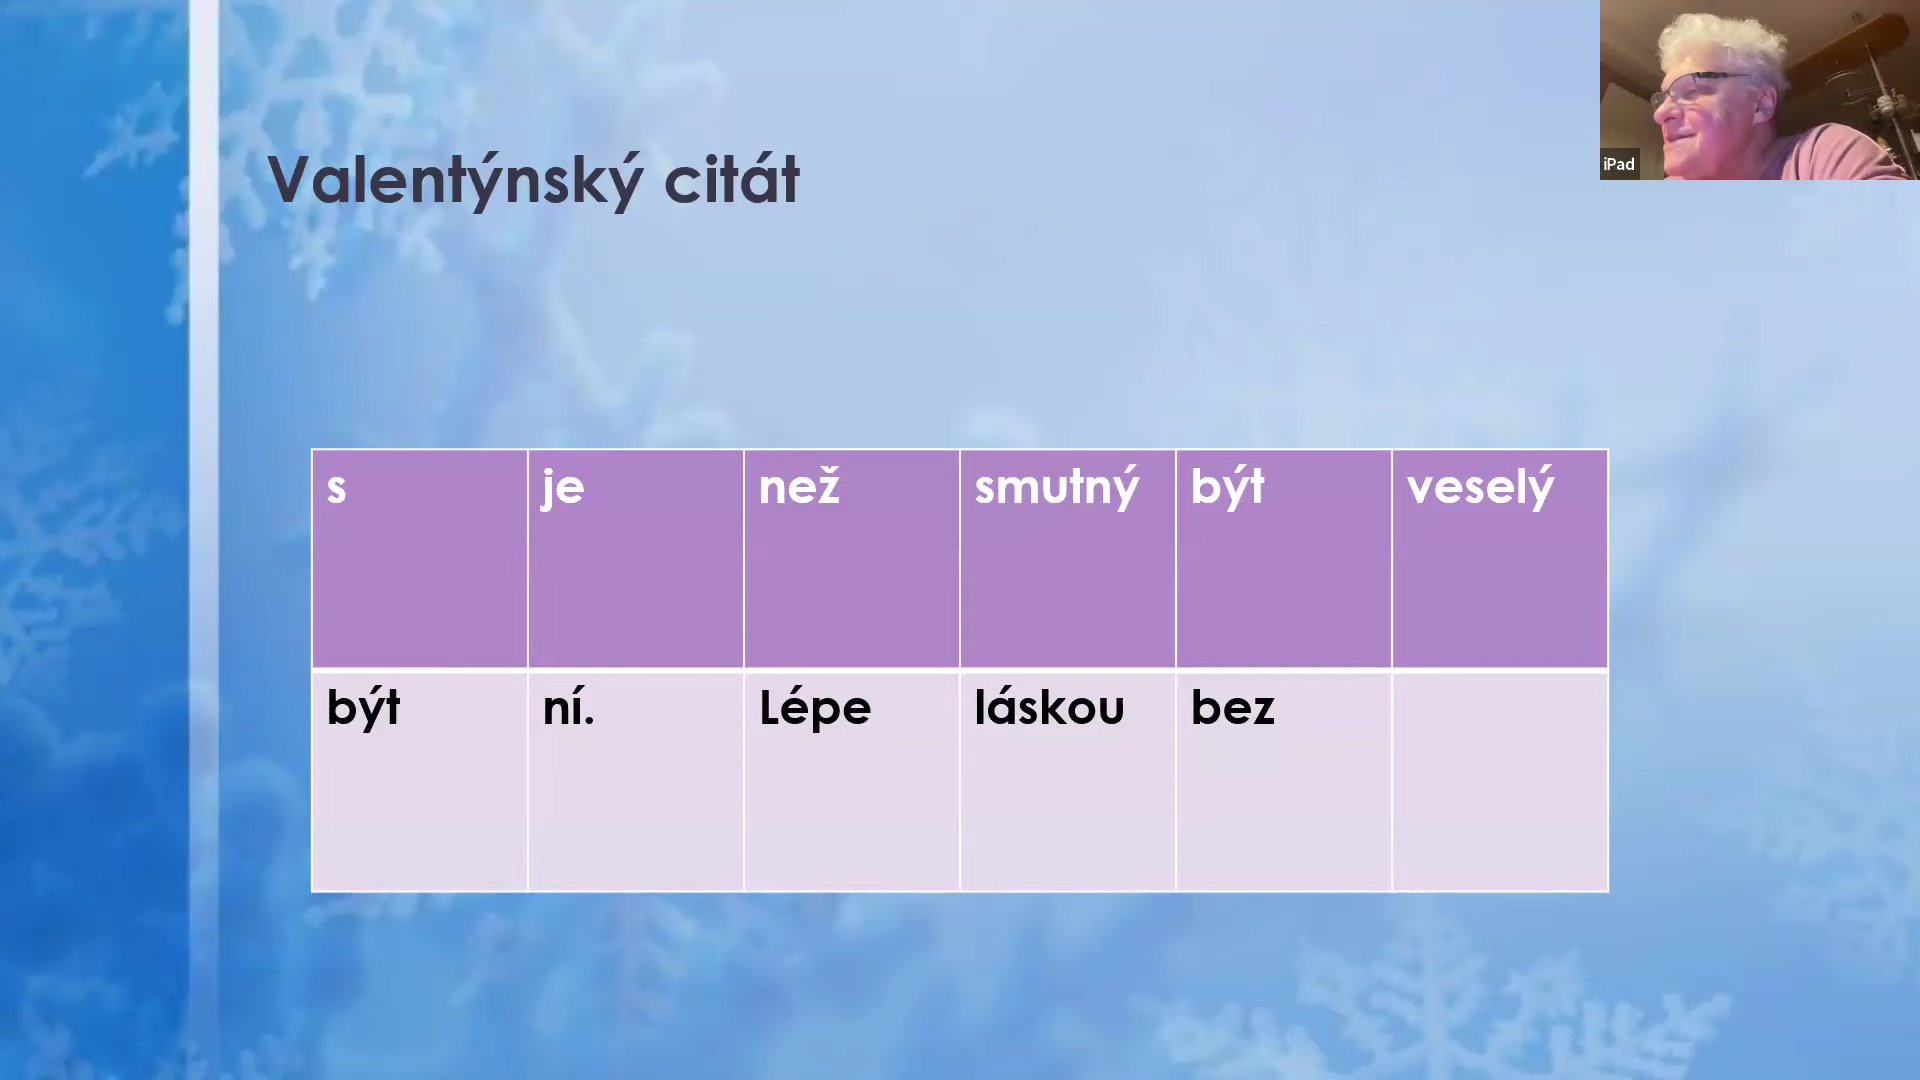 iPad
Valentýnský citát
s je než smutný být veselý
být ní. Lépe láskou bez